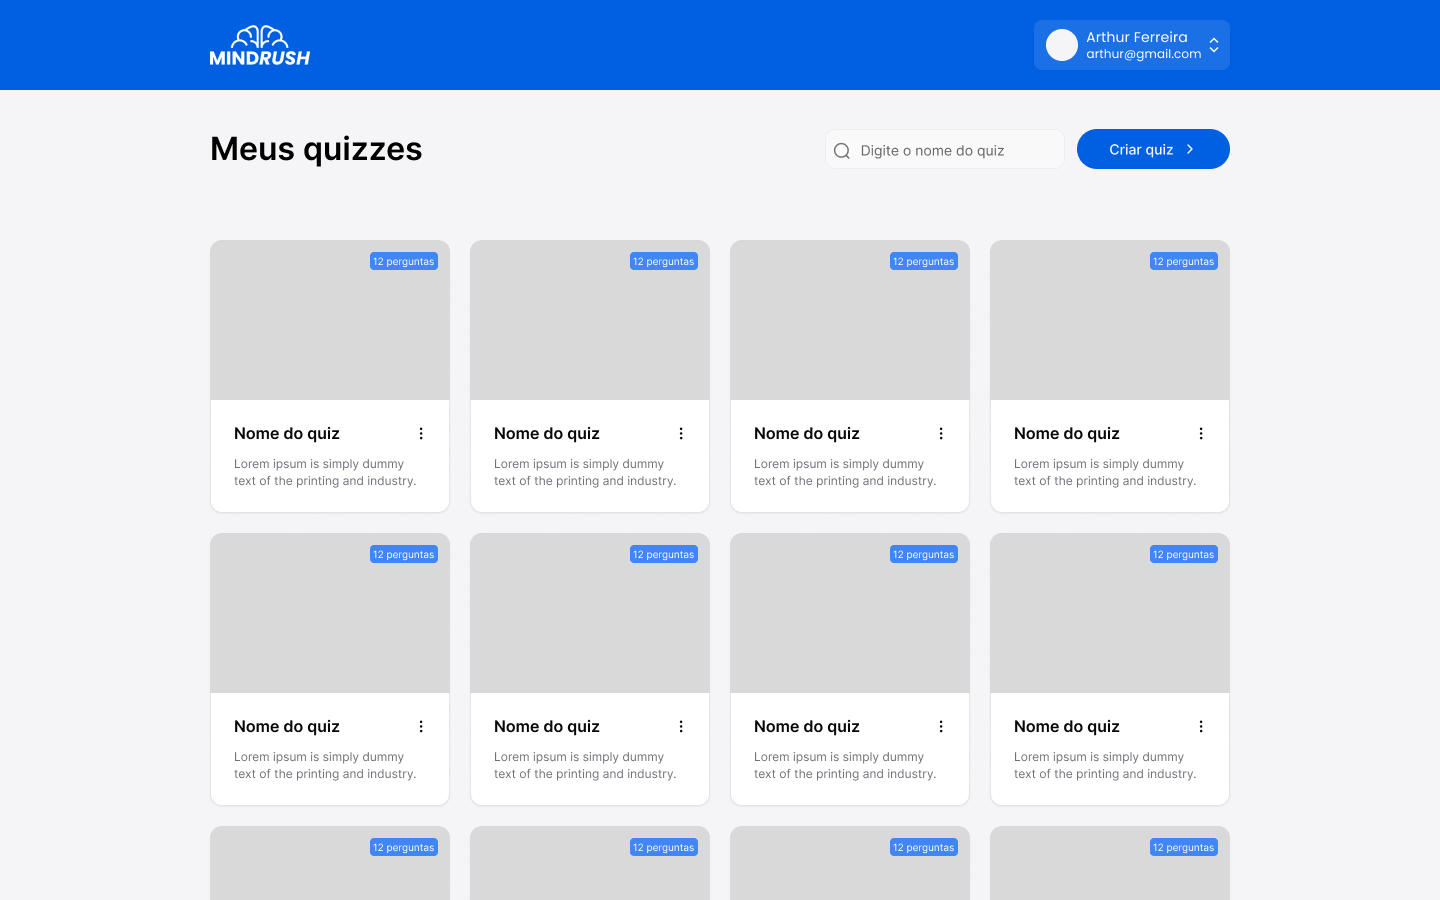 MINDRUSH
Arthur Ferreira
arthur@gmail.com
Meus quizzes
Digite o nome do quiz
Criar quiz
12 perguntas
12 perguntas
12 perguntas
12 perguntas
Nome do quiz
Lorem ipsum is simply dummy
text of the printing and industry.
Nome do quiz
Lorem ipsum is simply dummy
text of the printing and industry.
Nome do quiz
Lorem ipsum is simply dummy
text of the printing and industry.
Nome do quiz
Lorem ipsum is simply dummy
text of the printing and industry.
12 perguntas
12 perguntas
12 perguntas
12 perguntas
Nome do quiz
Lorem ipsum is simply dummy
text of the printing and industry.
Nome do quiz
Lorem ipsum is simply dummy
text of the printing and industry.
Nome do quiz
Lorem ipsum is simply dummy
text of the printing and industry.
Nome do quiz
Lorem ipsum is simply dummy
text of the printing and industry.
12 perguntas
12 perguntas
12 perguntas
12 perguntas